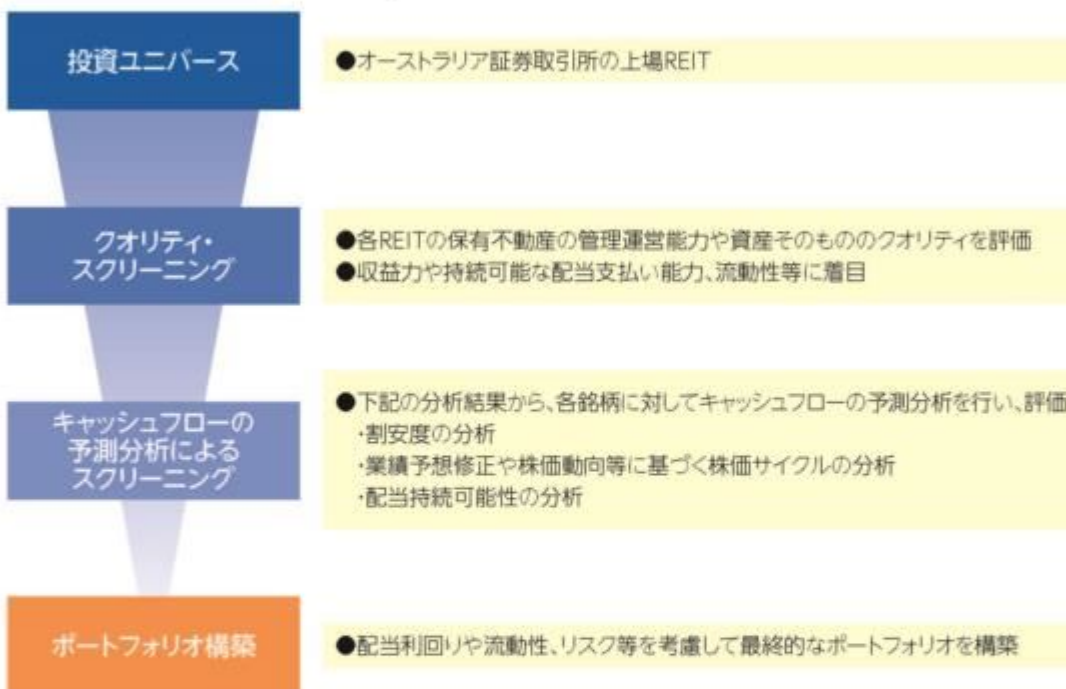 投資ユニバース
●オーストラリア証券取引所の上場REIT
クオリティ・
スクリーニング
●各REITの保有不動産の管理運営能力や資産そのもののクオリティを評価
●収益力や持続可能な配当支払い能力、流動性等に着目
キャッシュフローの
予測分析による
スクリーニング
●下記の分析結果から、各銘柄に対してキャッシュフローの予測分析を行い、評価
・割安度の分析
・業績予想修正や株価動向等に基づく株価サイクルの分析
・配当持続可能性の分析
ポートフォリオ構築
●配当利回りや流動性、リスク等を考慮して最終的なポートフォリオを構築